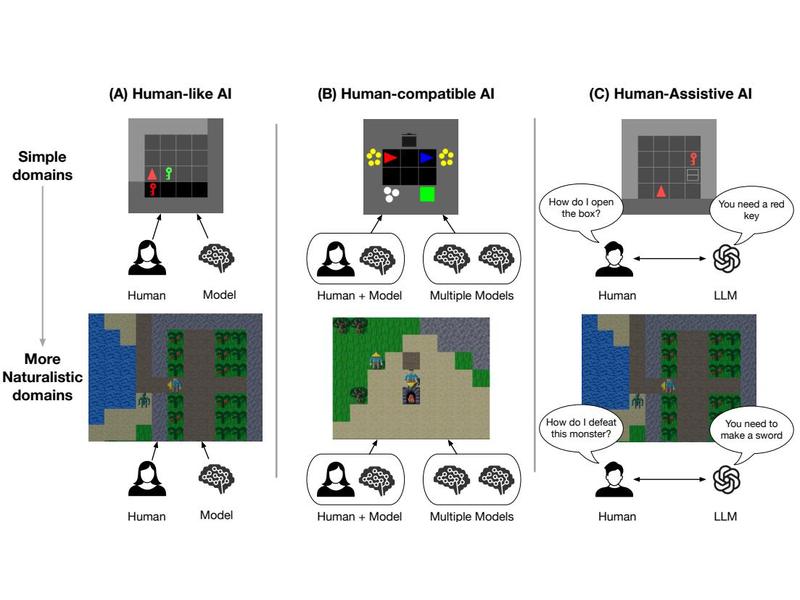 (A) Human-like AI
(B) Human-compatible AI
(C) Human-Assistive AI
Simple
domains
How do I open
the box?
You need a red
key
Human
Model
Human + Model
Multiple Models
Human
LLM
More
Naturalistic
domains
How do I defeat
this monster?
You need to
make a sword
Human
Model
Human + Model
Multiple Models
Human
LLM